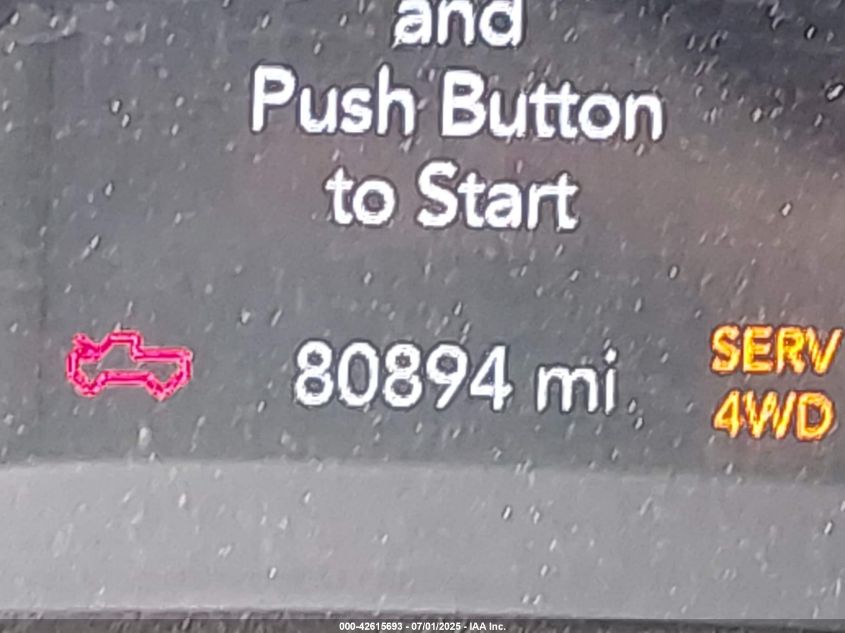 and
Push Button
to Start
80894 mi
SERV
4WD
000-42615693 - 07/01/2025 - IAA Inc.